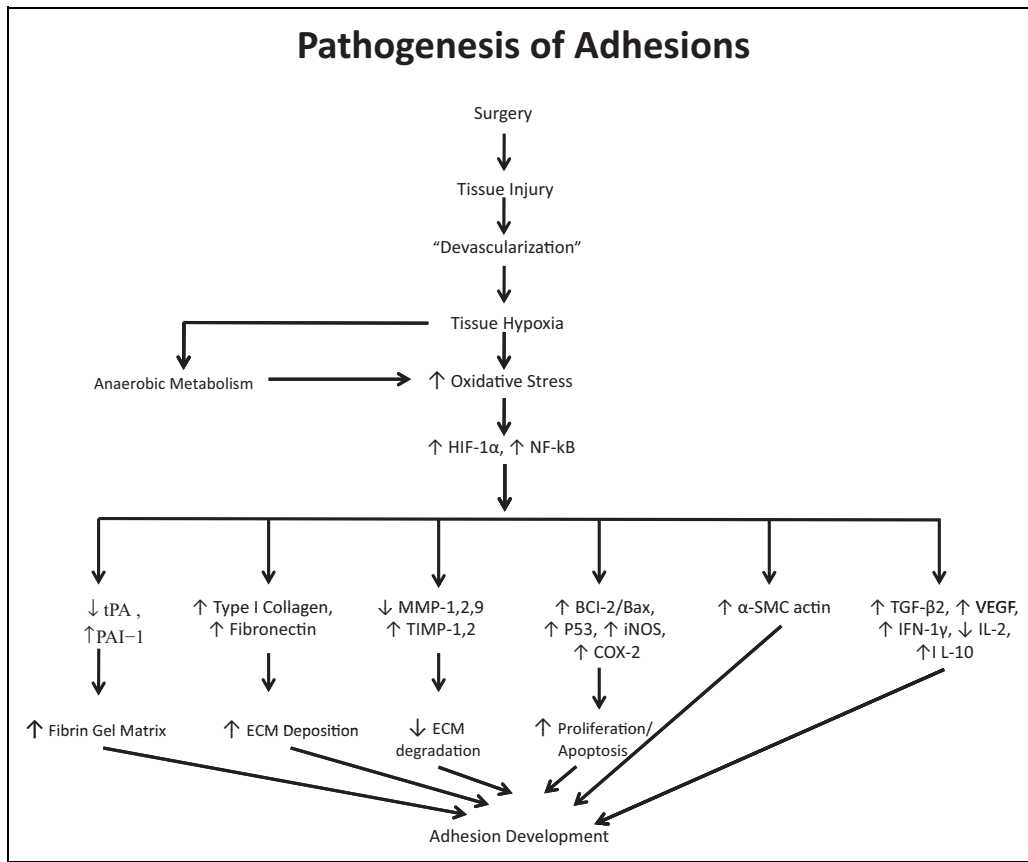 Pathogenesis of Adhesions
Surgery
Tissue Injury
“Devascularization”
Tissue Hypoxia
Anaerobic Metabolism
↑ Oxidative Stress
↑ HIF-1α, ↑ NF-kB
↓ tPA ,
↑PAI−1
↑ Type I Collagen,
↑ Fibronectin
↓ MMP-1,2,9
↑ TIMP-1,2
↑ BCI-2/Bax,
↑ P53, ↑ iNOS,
↑ COX-2
↑ α-SMC actin
↑ TGF-β2, ↑ VEGF,
↑ IFN-1γ, ↓ IL-2,
↑I L-10
↑ Fibrin Gel Matrix
↑ ECM Deposition
↓ ECM
degradation
↑ Proliferation/
Apoptosis
Adhesion Development